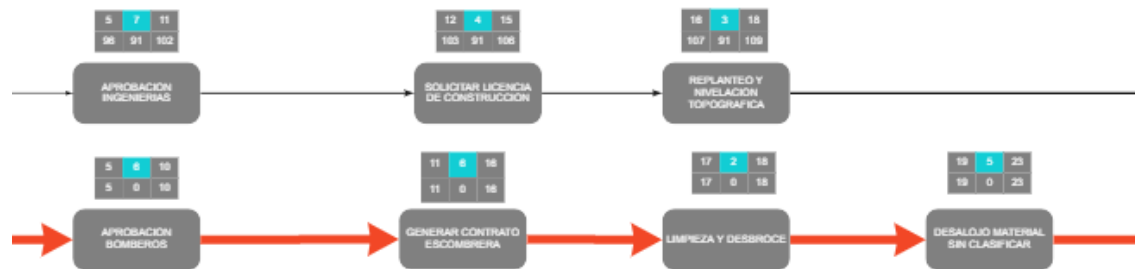 5 7 11
96 91 102
APROBACION
INGENIERIAS
12 4 15
103 91 106
SOLICITAR LICENCIA
DE CONSTRUCCIÓN
16 3 18
107 91 109
REPLANTEO Y
NIVELACION
TOPOGRAFICA
5 6 10
5 0 10
APROBACIÓN
BOMBEROS
11 6 16
11 0 16
GENERAR CONTRATO
ESCOMBRERA
17 2 18
17 0 18
LIMPIEZA Y DESBROCE
19 5 23
19 0 23
DESALOJO MATERIAL
SIN CLASIFICAR